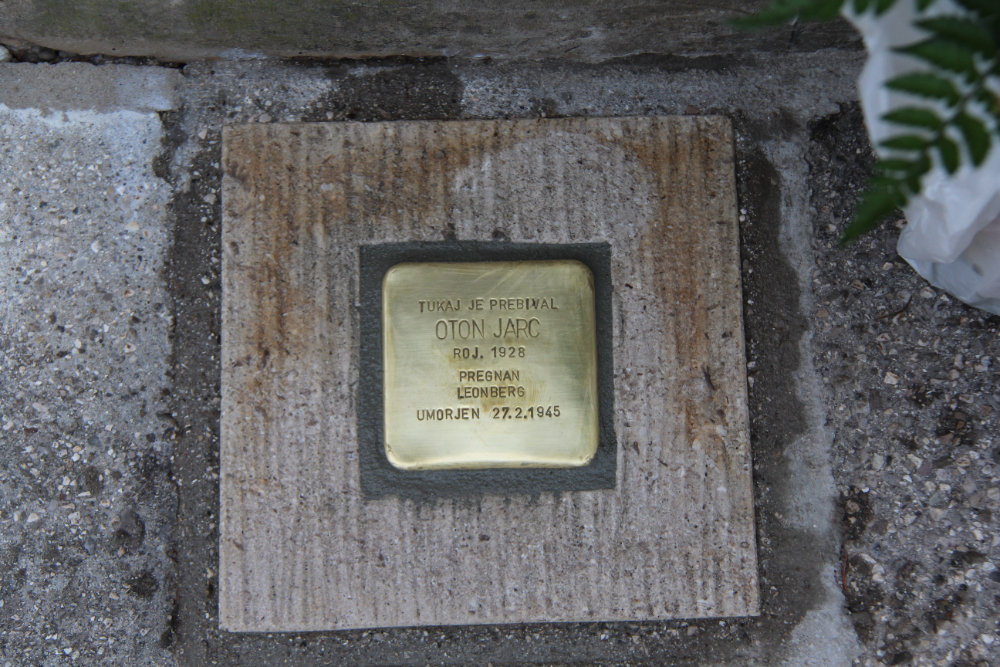 TUKAJ JE PREBIVAL
OTON JARC
ROJ. 1928
PREGNAN
LEONBERG
UMORJEN 27.2.1945